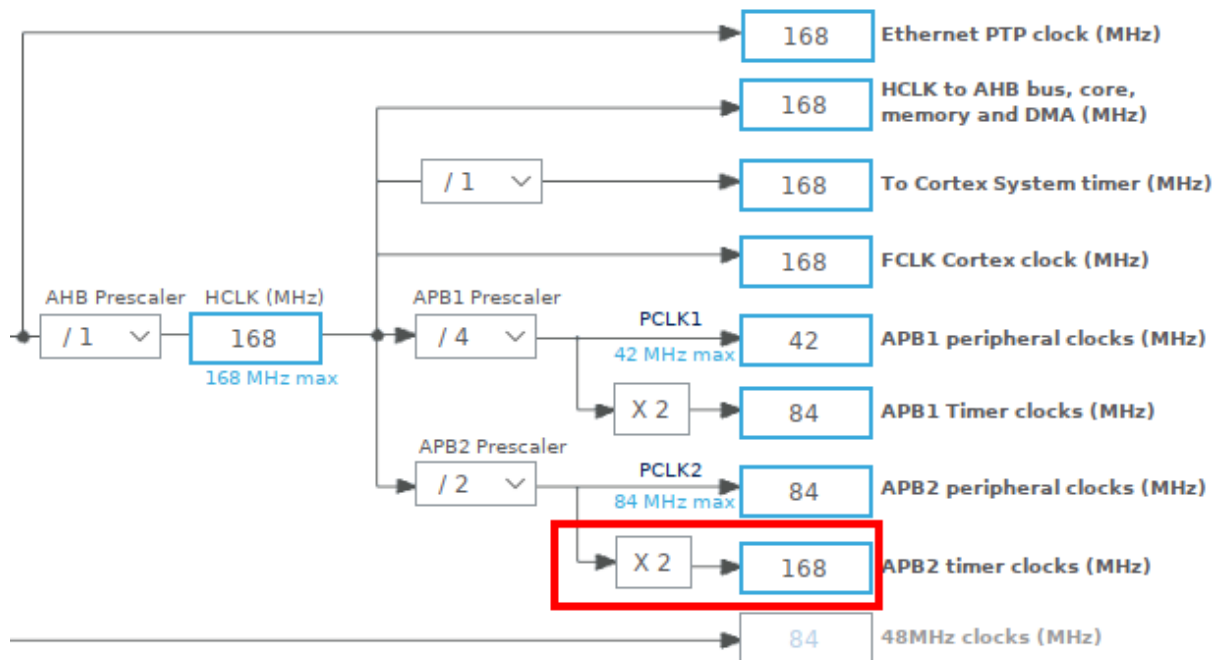 168 Ethernet PTP clock (MHz)
168 HCLK to AHB bus, core,
memory and DMA (MHz)
/ 1 168 To Cortex System timer (MHz)
168 FCLK Cortex clock (MHz)
AHB Prescaler HCLK (MHz) APB1 Prescaler
/ 1 168 / 4 PCLK1 42 APB1 peripheral clocks (MHz)
168 MHz max 42 MHz max
X 2 84 APB1 Timer clocks (MHz)
APB2 Prescaler
/ 2 PCLK2 84 APB2 peripheral clocks (MHz)
84 MHz max
X 2 168 APB2 timer clocks (MHz)
84 48MHz clocks (MHz)